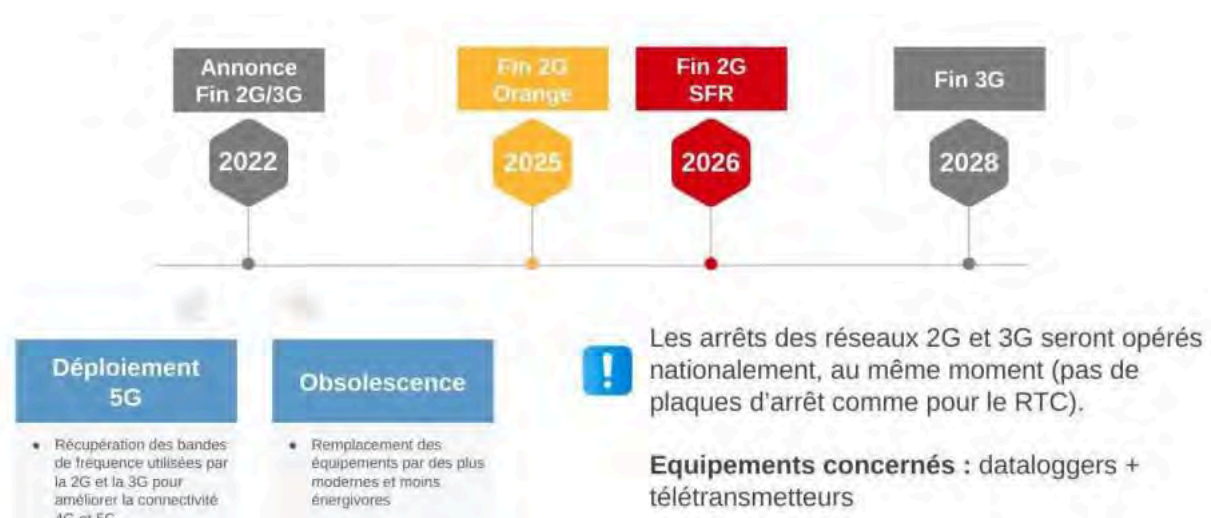 Annonce
Fin 2G/3G
Fin 2G
Orange
Fin 2G
SFR
Fin 3G
2022
2025
2026
2028
Déploiement
5G
● Récupération des bandes
de fréquence utilisées par
la 2G et la 3G pour
améliorer la connectivité
4G et 5G
Obsolescence
● Remplacement des
équipements par des plus
modernes et moins
énergivores
!
Les arrêts des réseaux 2G et 3G seront opérés
nationalement, au même moment (pas de
plaques d'arrêt comme pour le RTC).
Equipements concernés : dataloggers +
télétransmetteurs